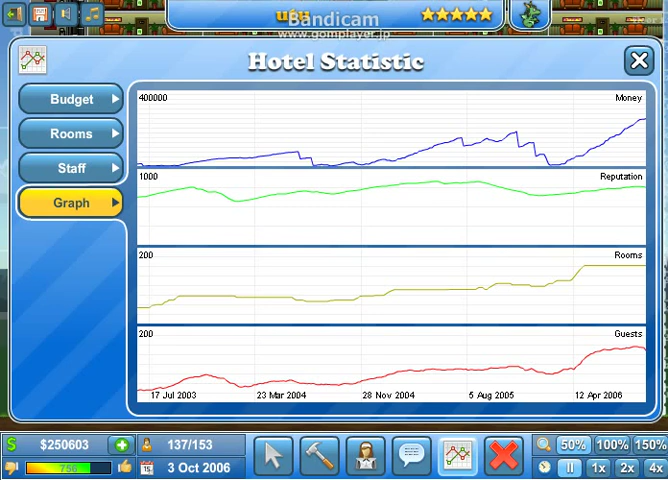 Bandicam
www.gomplayer.jp
Hotel Statistic
Budget
Rooms
Staff
Graph
400000
Money
1000
Reputation
200
Rooms
200
Guests
17 Jul 2003
23 Mar 2004
28 Nov 2004
5 Aug 2005
12 Apr 2006
$ $250603
137/153
50%
100%
150%
756
15
3 Oct 2006
1x
2x
4x